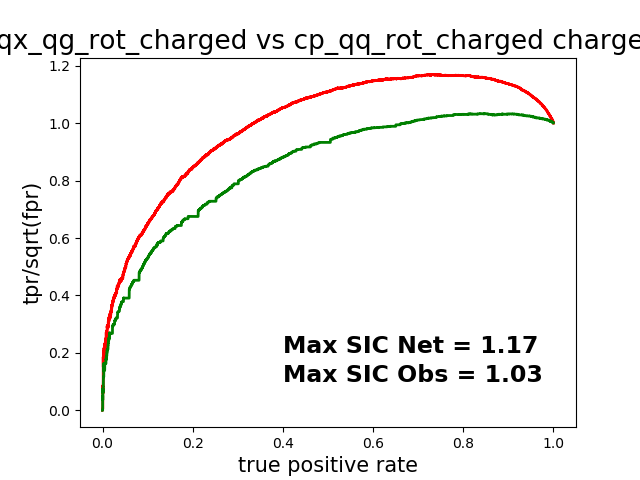 qx_qg_rot_charged vs cp_qq_rot_charged charge
1.2
1.0
0.8
0.6
0.4
0.2
0.0
tpr/sqrt(fpr)
Max SIC Net = 1.17
Max SIC Obs = 1.03
0.0 0.2 0.4 0.6 0.8 1.0
true positive rate